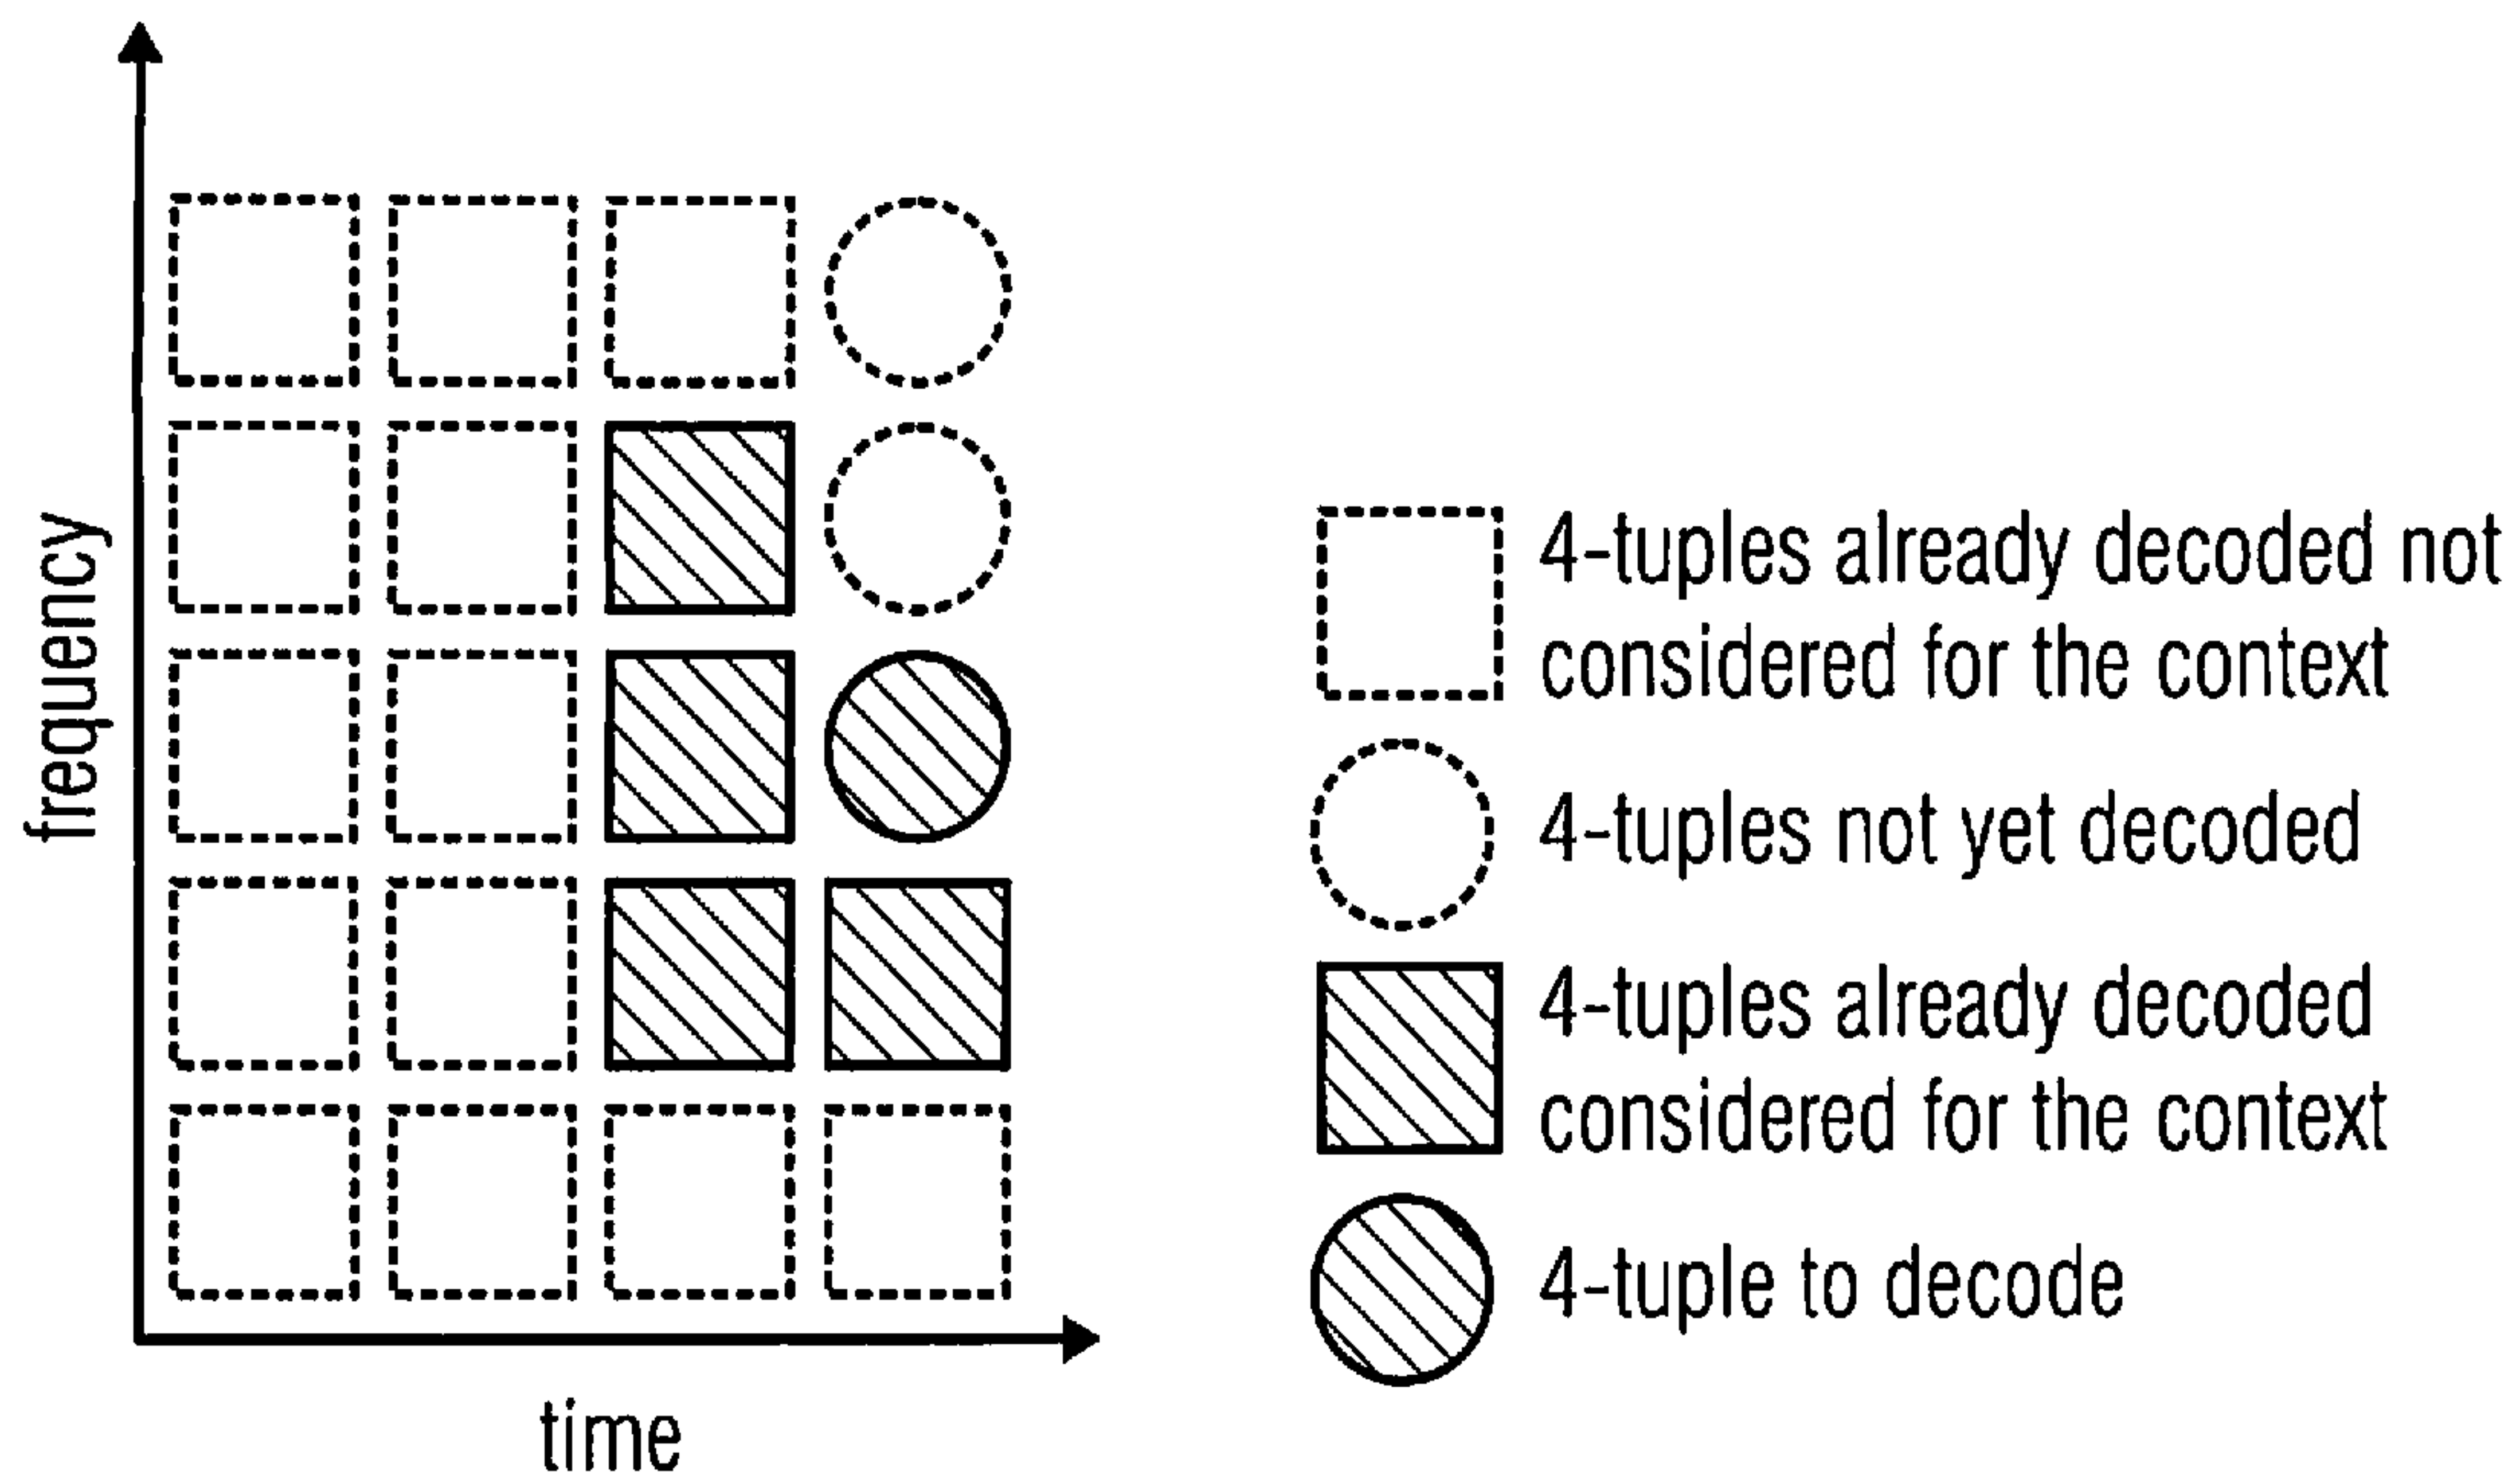 frequency
time
4-tuples already decoded not
considered for the context
4-tuples not yet decoded
4-tuples already decoded
considered for the context
4-tuple to decode